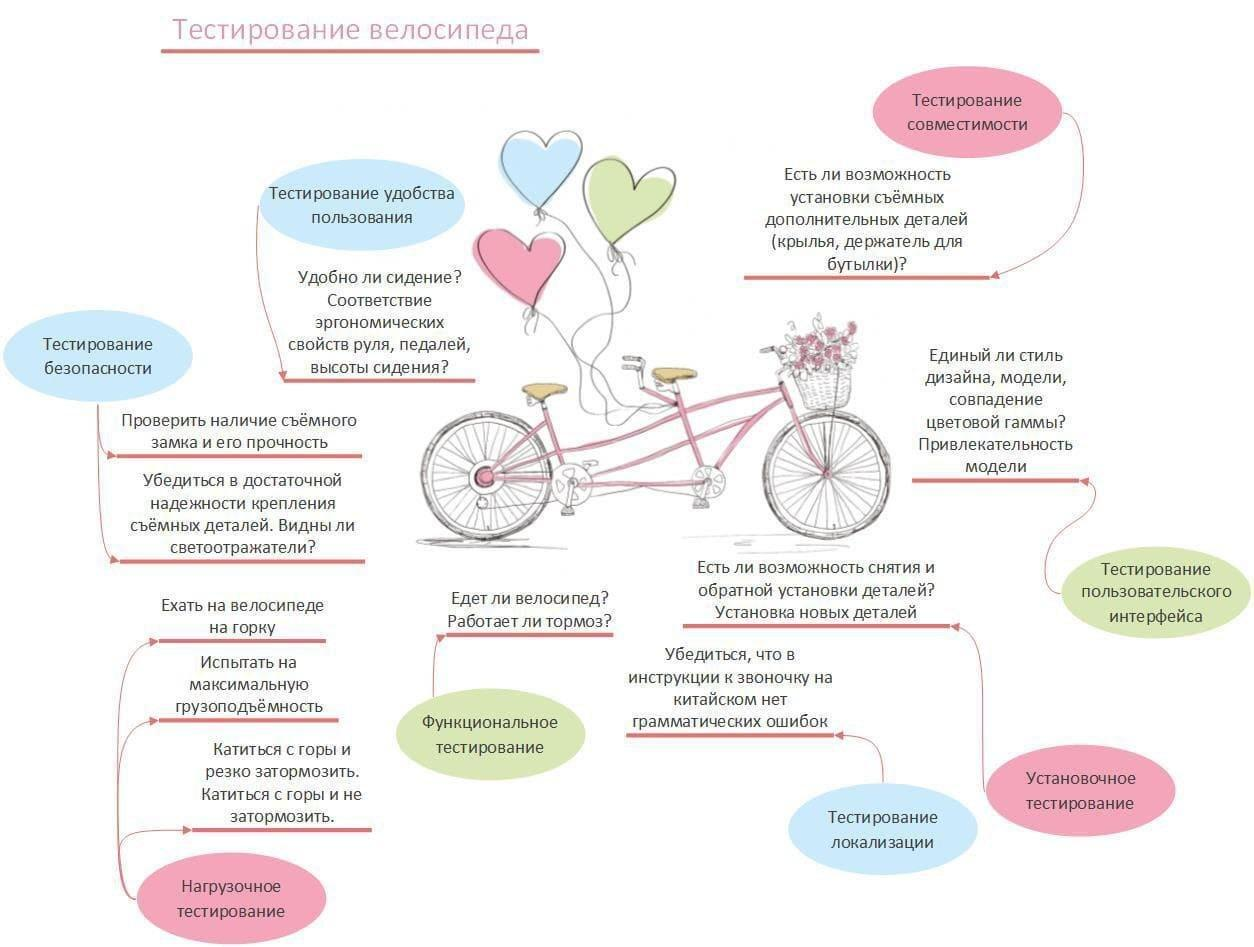 Тестирование велосипеда
Тестирование
совместимости
Есть ли возможность
установки съёмных
дополнительных деталей
(крылья, держатель для
бутылки)?
Тестирование удобства
пользования
Удобно ли сидение?
Соответствие
эргономических
свойств руля, педалей,
высоты сидения?
Тестирование
безопасности
Проверить наличие съёмного
замка и его прочность
Убедиться в достаточной
надежности крепления
съёмных деталей. Видны ли
светоотражатели?
Единый ли стиль
дизайна, модели,
совпадение
цветовой гаммы?
Привлекательность
модели
Тестирование
пользовательского
интерфейса
Есть ли возможность снятия и
обратной установки деталей?
Установка новых деталей
Едет ли велосипед?
Работает ли тормоз?
Функциональное
тестирование
Убедиться, что в
инструкции к звоночку на
китайском нет
грамматических ошибок
Установочное
тестирование
Тестирование
локализации
Ехать на велосипеде
на горку
Испытать на
максимальную
грузоподъёмность
Катиться с горы и
резко затормозить.
Катиться с горы и не
затормозить.
Нагрузочное
тестирование